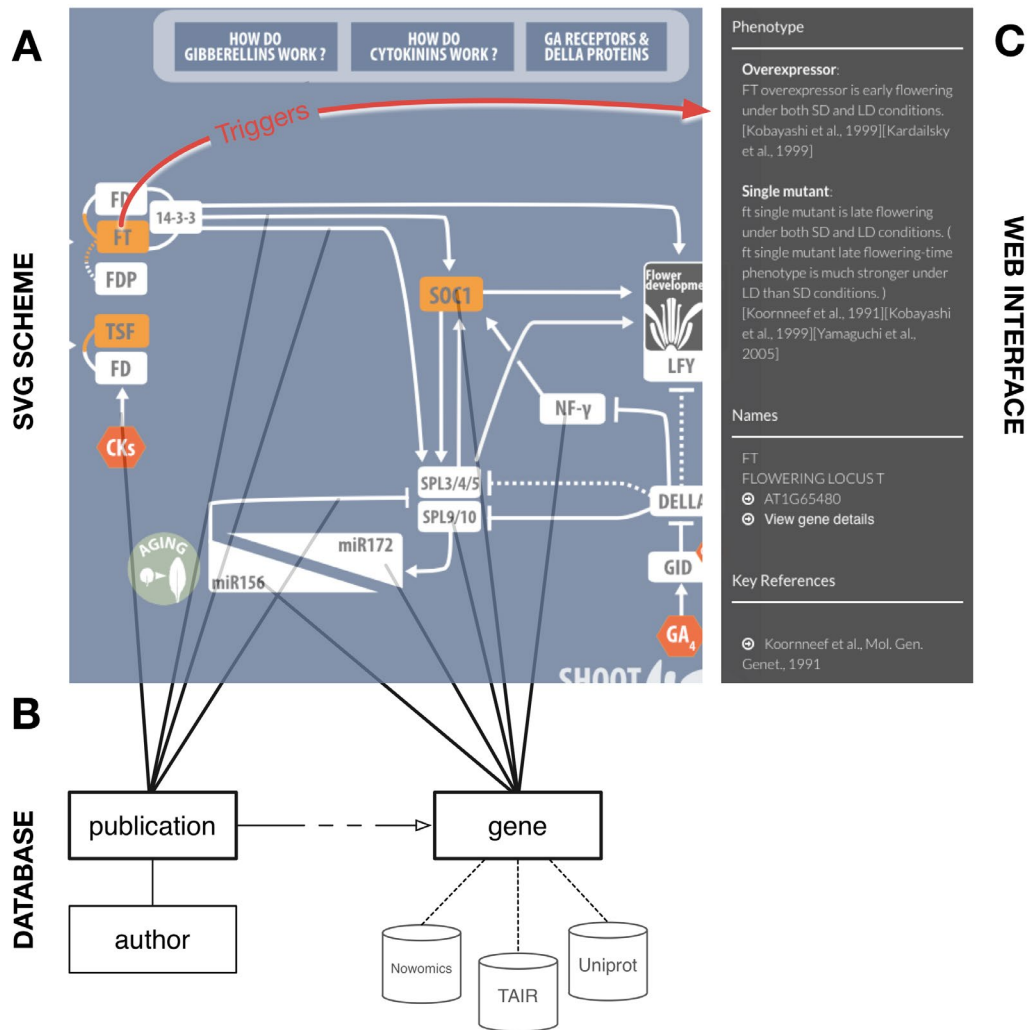 A
HOW DO
GIBBERELLINS WORK ?
HOW DO
CYTOKININS WORK ?
GA RECEPTORS &
DELLA PROTEINS
Triggers
FD
14-3-3
FT
FDP
TSF
FD
CKs
SOC1
Flower
developme
LFY
NF-γ
SPL3/4/5
SPL9/10
DELLA
GID
GA4
AGING
miR172
miR156
SHOOT
SVG SCHEME
C
WEB INTERFACE
Phenotype
Overexpressor:
FT overexpressor is early flowering
under both SD and LD conditions.
[Kobayashi et al., 1999][Kardailsky
et al., 1999]
Single mutant:
ft single mutant is late flowering
under both SD and LD conditions. (
ft single mutant late flowering-time
phenotype is much stronger under
LD than SD conditions. )
[Koornneef et al., 1991][Kobayashi
et al., 1999][Yamaguchi et al.,
2005]
Names
FT
FLOWERING LOCUS T
AT1G65480
View gene details
Key References
Koornneef et al., Mol. Gen.
Genet., 1991
B
DATABASE
publication
gene
author
Nowomics
TAIR
Uniprot